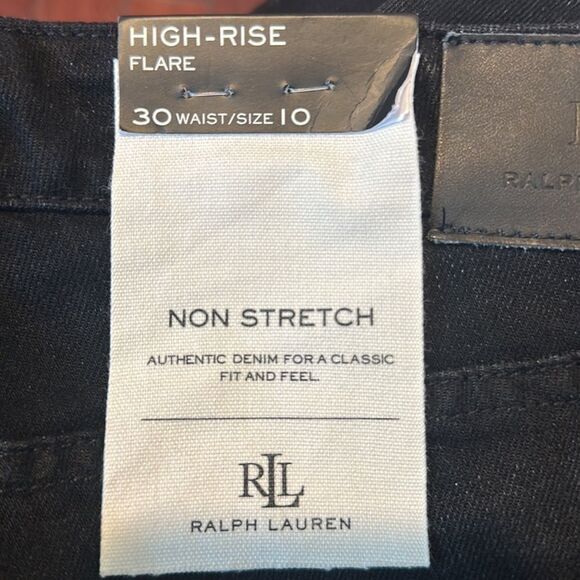 HIGH-RISE
FLARE
30 WAIST/SIZE 10
NON STRETCH
AUTHENTIC DENIM FOR A CLASSIC
FIT AND FEEL.
RLL
RALPH LAUREN
RALPH